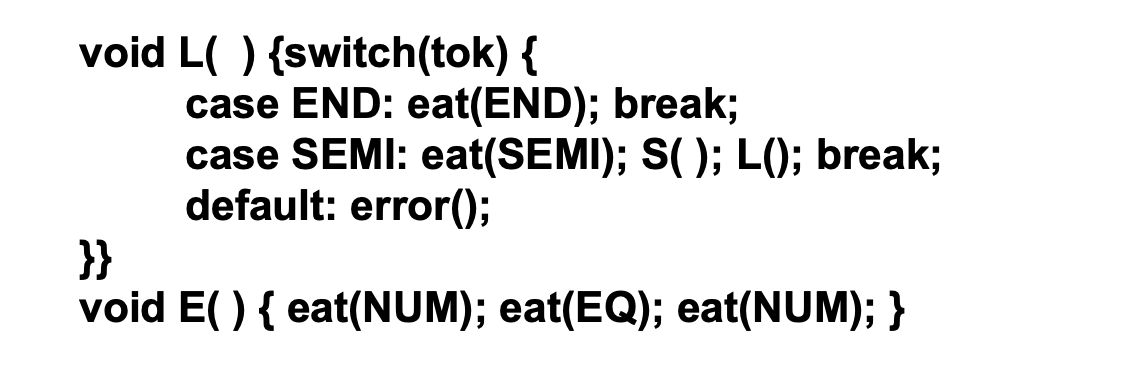 void L(  ) {switch(tok) {
case END: eat(END); break;
case SEMI: eat(SEMI); S( ); L(); break;
default: error();
}}
void E( ) { eat(NUM); eat(EQ); eat(NUM); }